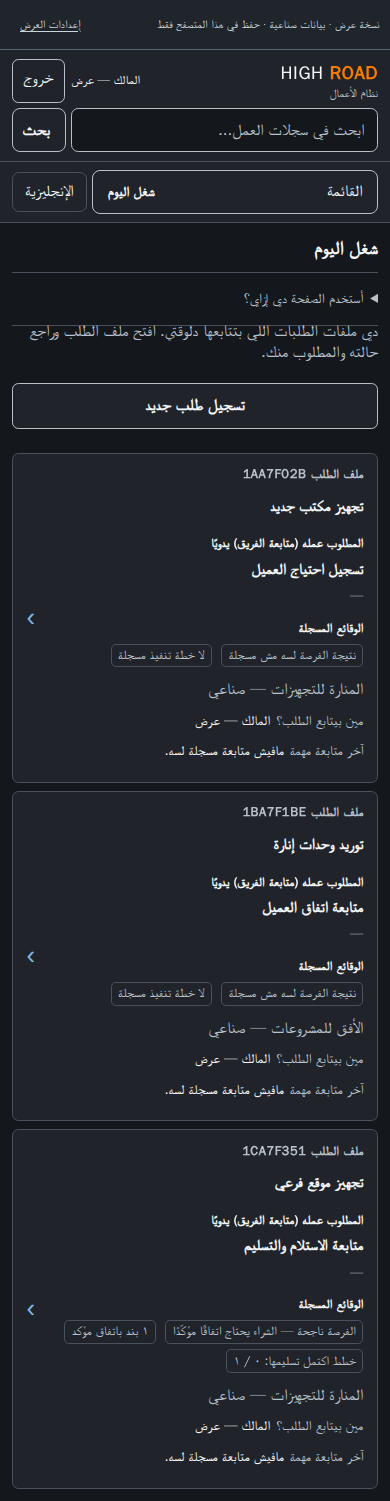 نسخة عرض · بيانات صناعية · حفظ في هذا المتصفح فقط
إعدادات العرض
HIGH ROAD
نظام الأعمال
المالك — عرض
خروج
ابحث في سجلات العمل...
بحث
القائمة
شغل اليوم
الإنجليزية
شغل اليوم
أستخدم الصفحة دي إزاي؟
دي ملفات الطلبات اللي بتتابعها دلوقتي. افتح ملف الطلب وراجع
حالته والمطلوب منك.
تسجيل طلب جديد
ملف الطلب 1AA7F02B
تجهيز مكتب جديد
المطلوب عمله (متابعة الفريق) يدويًا
تسجيل احتياج العميل
—
الوقائع المسجلة
نتيجة الفرصة لسه مش مسجلة
لا خطة تنفيذ مسجلة
المنارة للتجهيزات — صناعي
مين بيتابع الطلب؟ المالك — عرض
آخر متابعة مهمة مافيش متابعة مسجلة لسه.
ملف الطلب 1BA7F1BE
توريد وحدات إنارة
المطلوب عمله (متابعة الفريق) يدويًا
متابعة اتفاق العميل
—
الوقائع المسجلة
نتيجة الفرصة لسه مش مسجلة
لا خطة تنفيذ مسجلة
الأفق للمشروعات — صناعي
مين بيتابع الطلب؟ المالك — عرض
آخر متابعة مهمة مافيش متابعة مسجلة لسه.
ملف الطلب 1CA7F351
تجهيز موقع فرعي
المطلوب عمله (متابعة الفريق) يدويًا
متابعة الاستلام والتسليم
—
الوقائع المسجلة
الفرصة ناجحة — الشراء يحتاج اتفاقًا مؤكدًا
١ بند باتفاق مؤكد
خطط اكتمل تسليمها: ٠ / ١
المنارة للتجهيزات — صناعي
مين بيتابع الطلب؟ المالك — عرض
آخر متابعة مهمة مافيش متابعة مسجلة لسه.